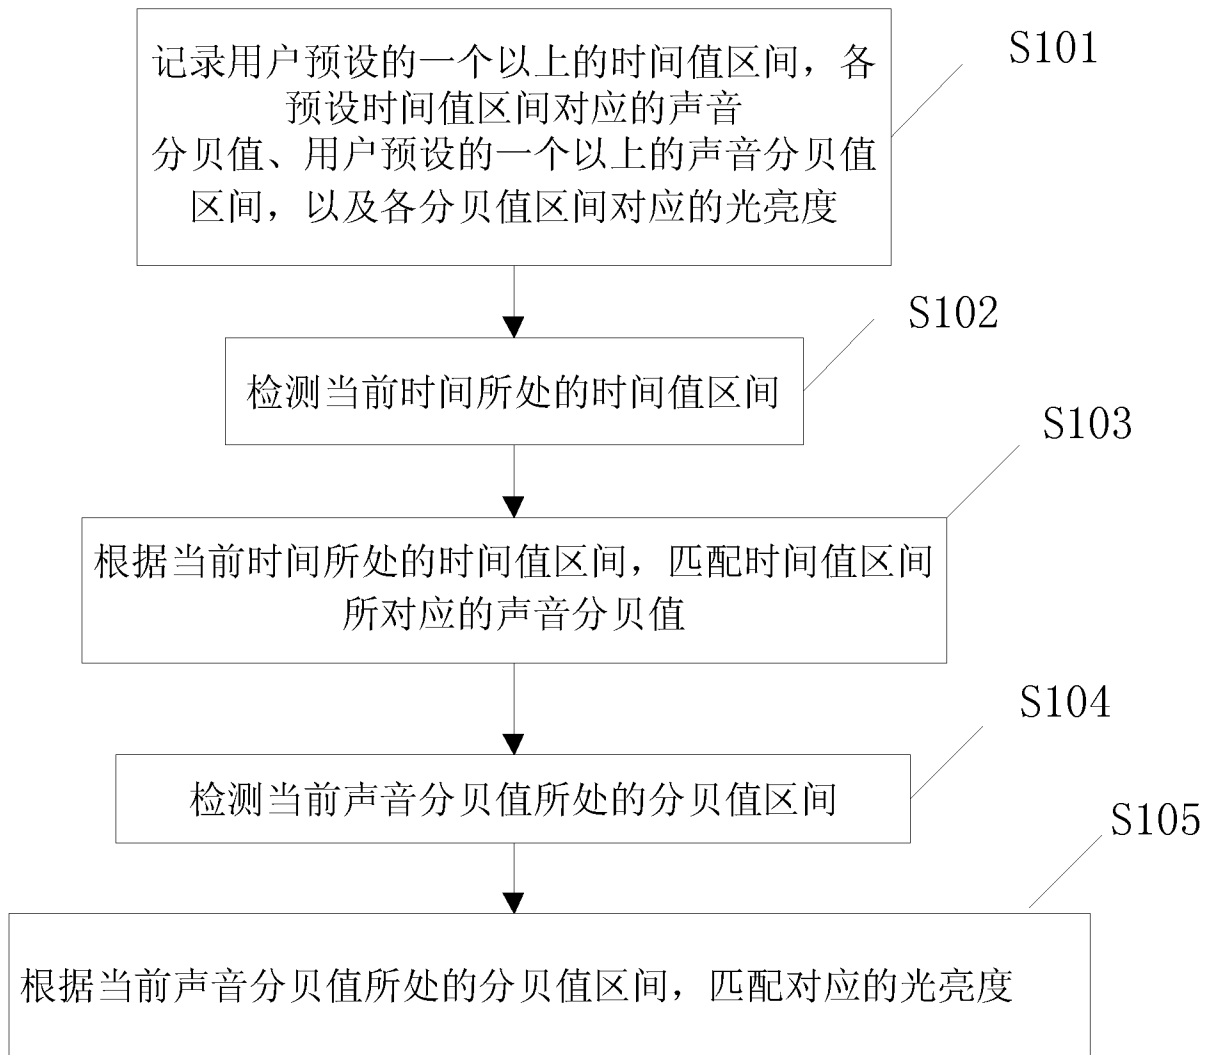 记录用户预设的一个以上的时间值区间，各
预设时间值区间对应的声音
分贝值、用户预设的一个以上的声音分贝值
区间，以及各分贝值区间对应的光亮度
S101
S102
检测当前时间所处的时间值区间
S103
根据当前时间所处的时间值区间，匹配时间值区间
所对应的声音分贝值
S104
检测当前声音分贝值所处的分贝值区间
S105
根据当前声音分贝值所处的分贝值区间，匹配对应的光亮度